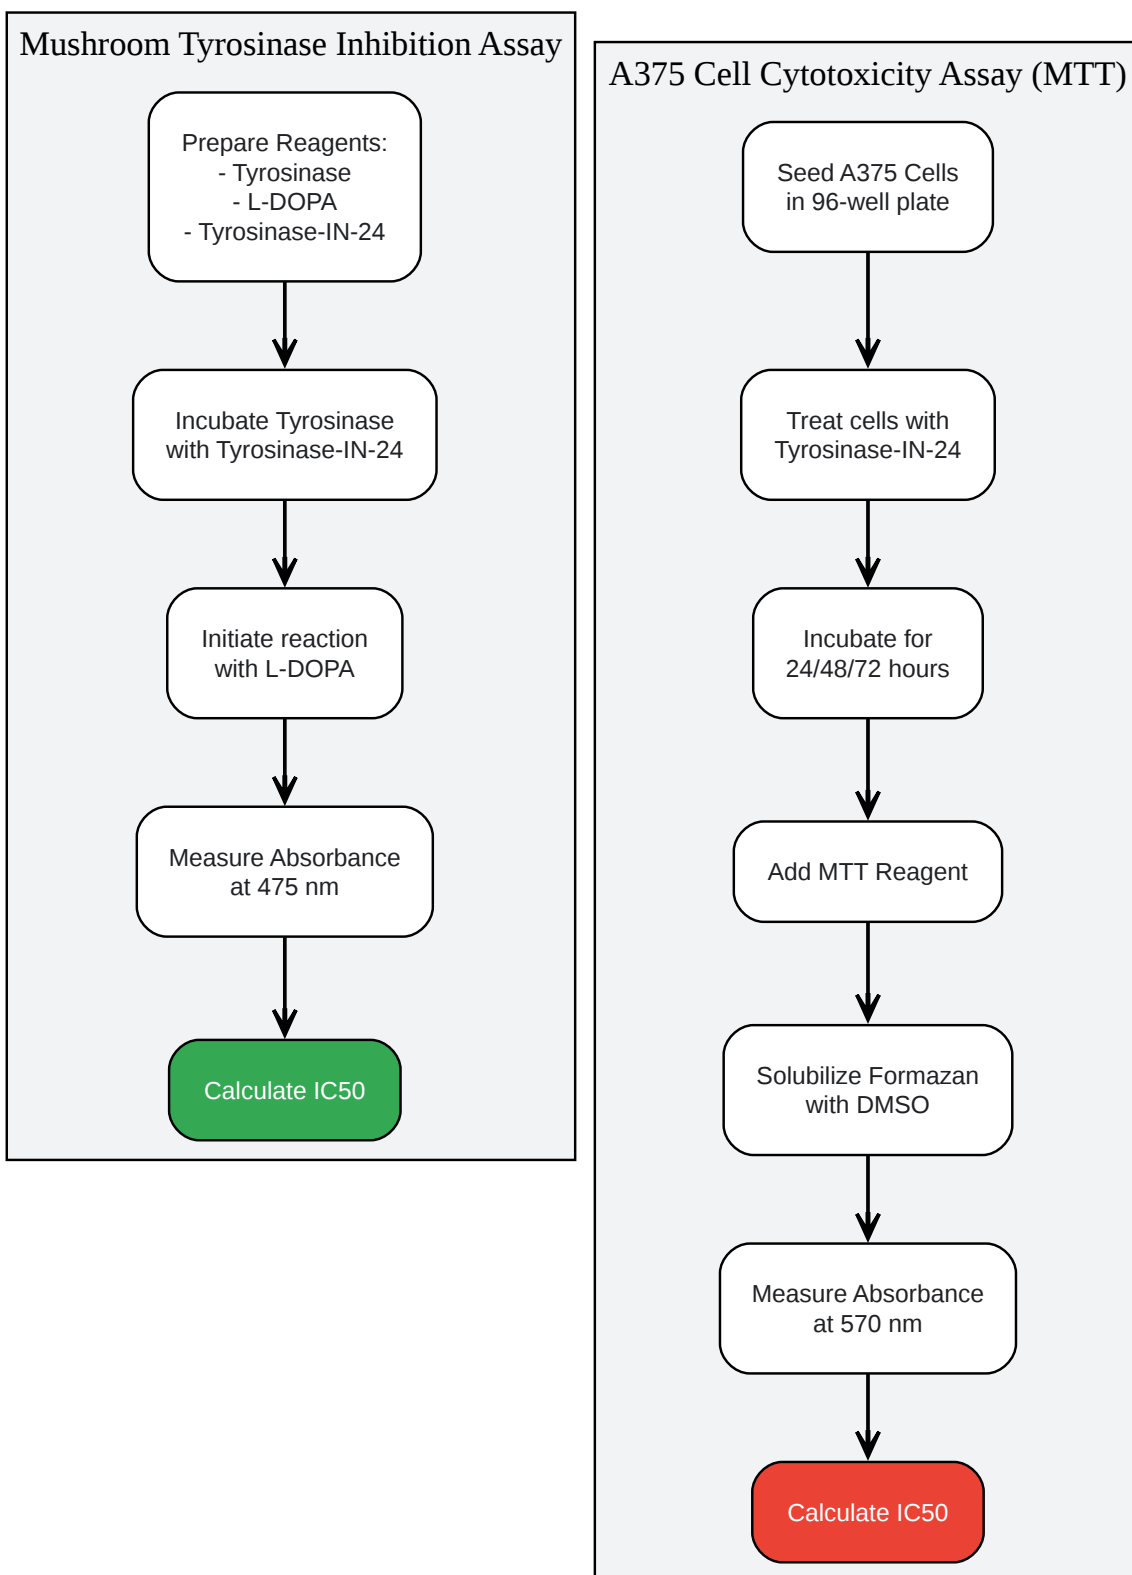 Mushroom Tyrosinase Inhibition Assay
Prepare Reagents:
- Tyrosinase
- L-DOPA
- Tyrosinase-IN-24
Incubate Tyrosinase
with Tyrosinase-IN-24
Initiate reaction
with L-DOPA
Measure Absorbance
at 475 nm
Calculate IC50
A375 Cell Cytotoxicity Assay (MTT)
Seed A375 Cells
in 96-well plate
Treat cells with
Tyrosinase-IN-24
Incubate for
24/48/72 hours
Add MTT Reagent
Solubilize Formazan
with DMSO
Measure Absorbance
at 570 nm
Calculate IC50